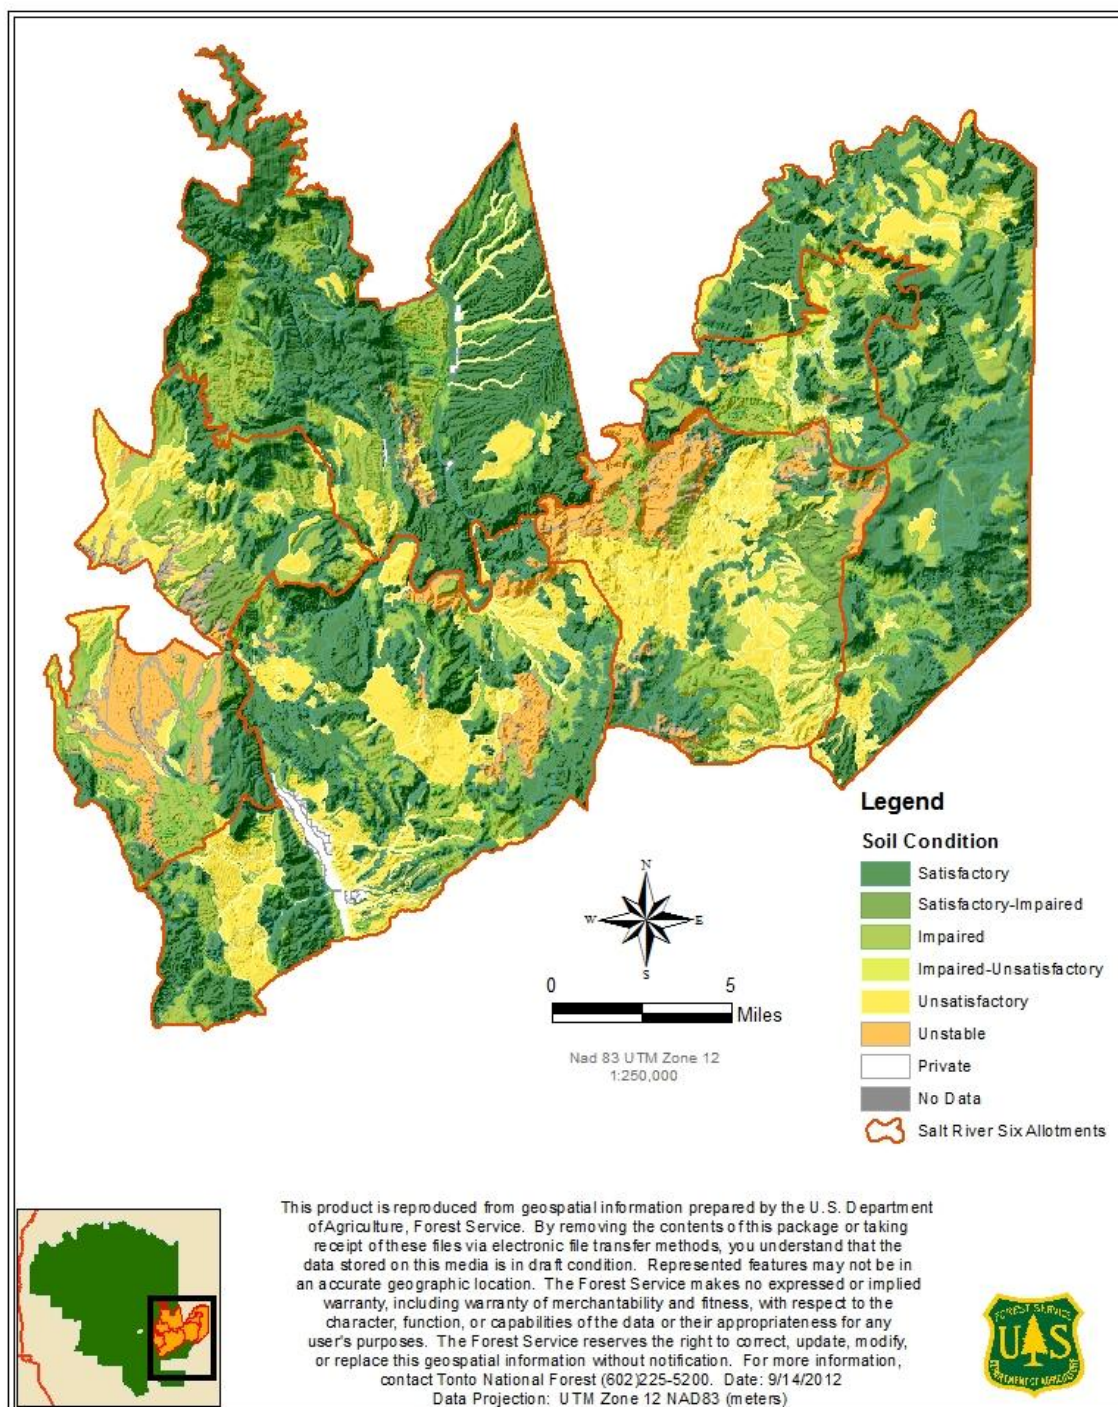 Legend
Soil Condition
Satisfactory
Satisfactory-Impaired
Impaired
Impaired-Unsatisfactory
Unsatisfactory
Unstable
Private
No Data
Salt River Six Allotments
N
W
E
S
0
5
Miles
Nad 83 UTM Zone 12
1:250,000
This product is reproduced from geospatial information prepared by the U.S. Department
of Agriculture, Forest Service. By removing the contents of this package or taking
receipt of these files via electronic file transfer methods, you understand that the
data stored on this media is in draft condition. Represented features may not be in
an accurate geographic location. The Forest Service makes no expressed or implied
warranty, including warranty of merchantability and fitness, with respect to the
character, function, or capabilities of the data or their appropriateness for any
user's purposes. The Forest Service reserves the right to correct, update, modify,
or replace this geospatial information without notification. For more information,
contact Tonto National Forest (602)225-5200. Date: 9/14/2012
Data Projection: UTM Zone 12 NAD83 (meters)
FOREST SERVICE
U S
DEPARTMENT OF AGRICULTURE